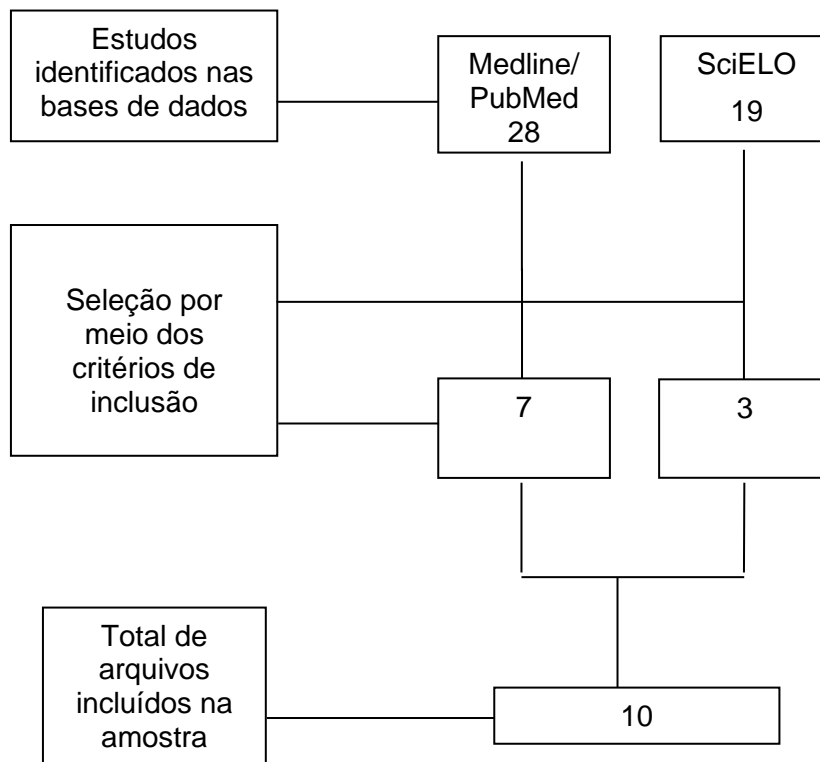 Estudos
identificados nas
bases de dados
Medline/
PubMed
28
SciELO
19
Seleção por
meio dos
critérios de
inclusão
7
3
Total de
arquivos
incluídos na
amostra
10